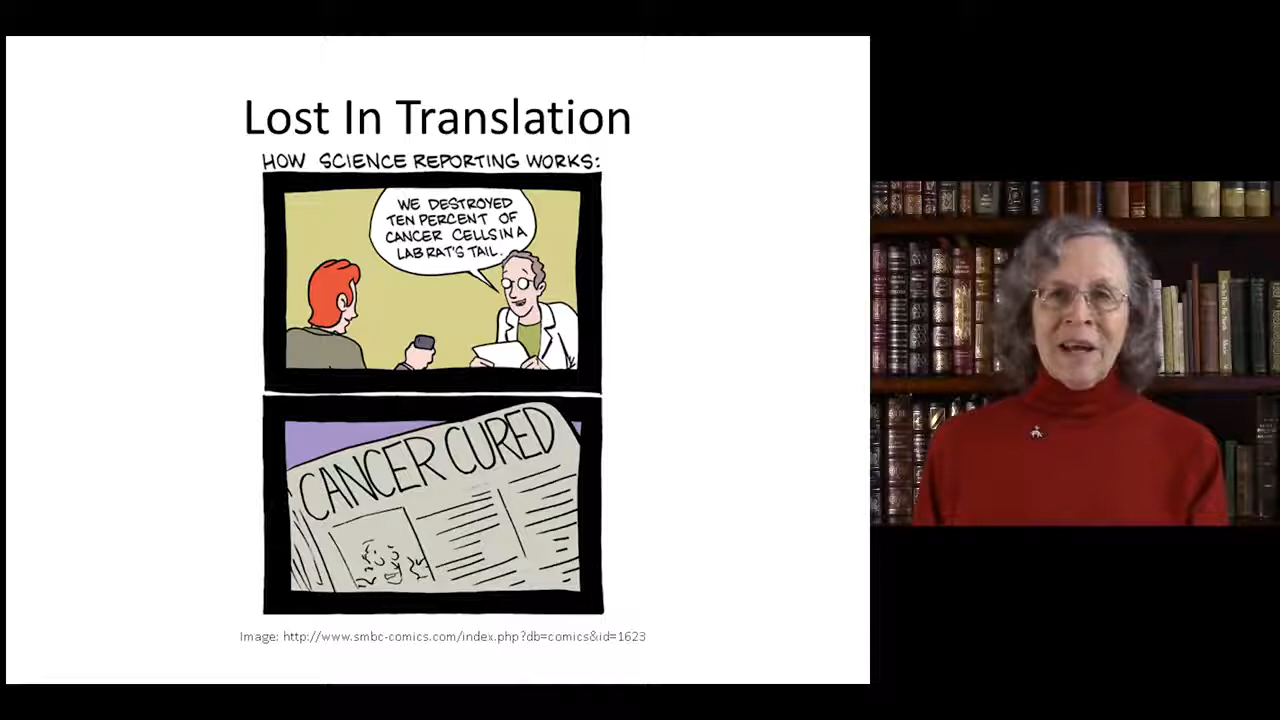 Lost In Translation
HOW SCIENCE REPORTING WORKS:
WE DESTROYED
TEN PERCENT OF
CANCER CELLS IN A
LAB RAT'S TAIL.
CANCER CURED
Image: http://www.smbc-comics.com/index.php?db=comics&id=1623